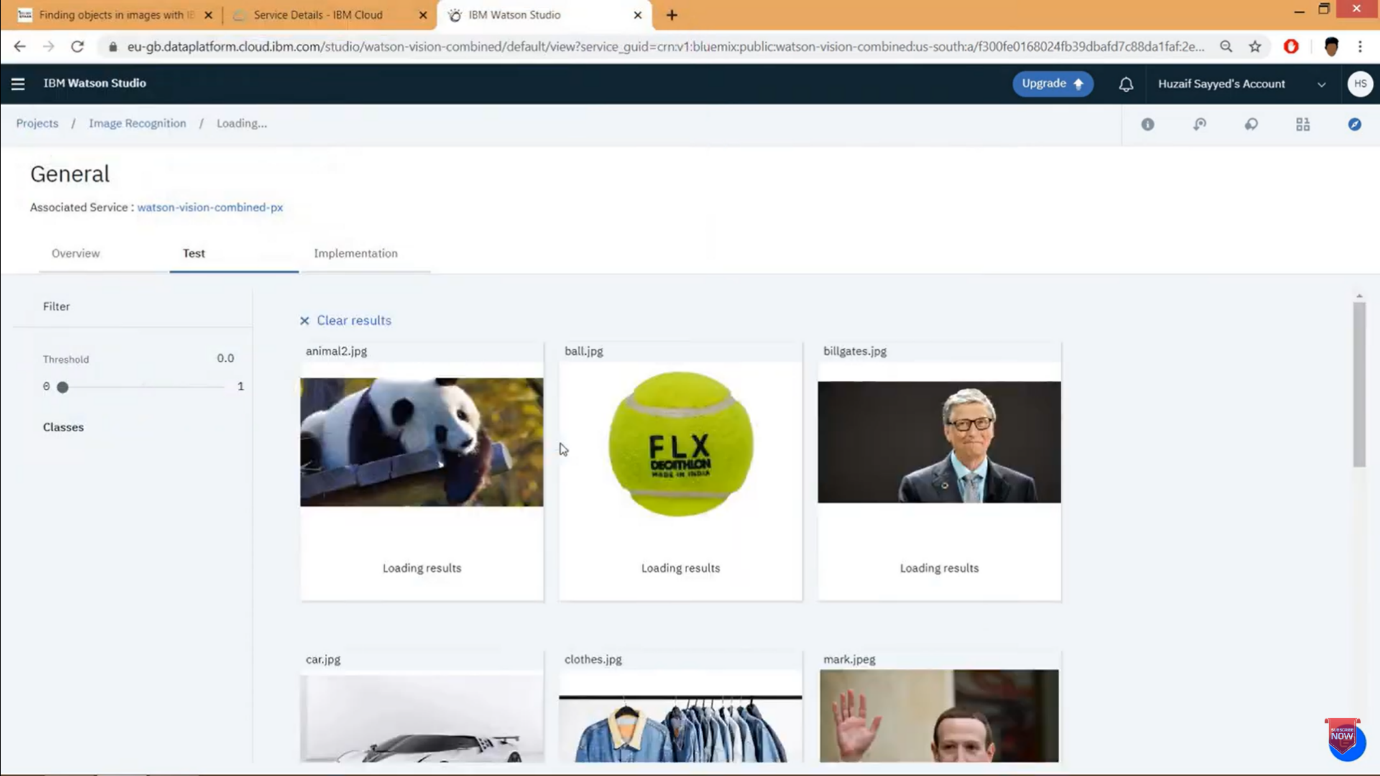 Finding objects in images with IE
Service Details - IBM Cloud
IBM Watson Studio
eu-gb.dataplatform.cloud.ibm.com/studio/watson-vision-combined/default/view?service_guid=crn:v1:bluemix:public:watson-vision-combined:us-south:a/f300fe0168024fb39dbafd7c88da1faf:2e...
IBM Watson Studio
Upgrade
Huzaif Sayyed's Account
HS
Projects / Image Recognition / Loading...
General
Associated Service : watson-vision-combined-px
Overview
Test
Implementation
Filter
Threshold 0.0
0 1
Classes
× Clear results
animal2.jpg
ball.jpg
billgates.jpg
FLX
DECATHLON
MADE IN INDIA
Loading results
Loading results
Loading results
car.jpg
clothes.jpg
mark.jpeg
NOW